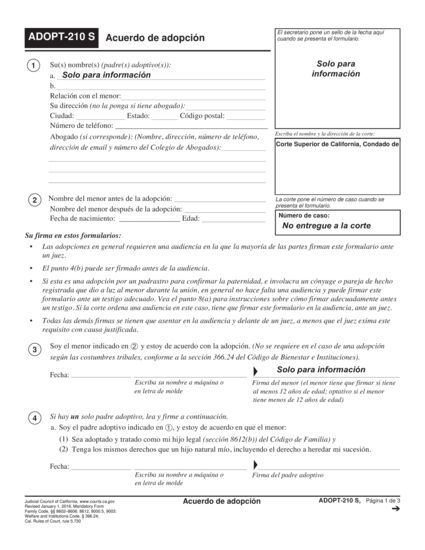 ADOPT-210 S
Acuerdo de adopción
El secretario pone un sello de la fecha aquí
cuando se presenta el formulario.
Solo para
información
1
Su(s) nombre(s) (padre(s) adoptivo(s)):
a. Solo para información
b.
Relación con el menor:
Su dirección (no la ponga si tiene abogado):
Ciudad: Estado: Código postal:
Número de teléfono:
Abogado (si corresponde): (Nombre, dirección, número de teléfono,
dirección de email y número del Colegio de Abogados):
Escriba el nombre y la dirección de la corte:
Corte Superior de California, Condado de
2
Nombre del menor antes de la adopción:
Nombre del menor después de la adopción:
Fecha de nacimiento: Edad:
La corte pone el número de caso cuando se
presenta el formulario.
Número de caso:
No entregue a la corte
Su firma en estos formularios:
• Las adopciones en general requieren una audiencia en la que la mayoría de las partes firman este formulario ante
un juez.
• El punto 4(b) puede ser firmado antes de la audiencia.
• Si esta es una adopción por un padrastro para confirmar la paternidad, e involucra un cónyuge o pareja de hecho
registrada que dio a luz al menor durante la unión, en general no hace falta una audiencia y puede firmar este
formulario ante un testigo adecuado. Vea el punto 8(a) para instrucciones sobre cómo firmar adecuadamente antes
un testigo. Si la corte ordena una audiencia en este caso, tiene que firmar este formulario en la audiencia, ante un juez.
• Todas las demás firmas se tienen que asentar en la audiencia y delante de un juez, a menos que el juez exima este
requisito con causa justificada.
3
Soy el menor indicado en ② y estoy de acuerdo con la adopción. (No se requiere en el caso de una adopción
según las costumbres tribales, conforme a la sección 366.24 del Código de Bienestar e Instituciones).
Fecha:
Solo para información
Escriba su nombre a máquina o
en letra de molde
Firma del menor (el menor tiene que firmar si tiene
al menos 12 años de edad; optativo si el menor
tiene menos de 12 años de edad)
4
Si hay un solo padre adoptivo, lea y firme a continuación.
a. Soy el padre adoptivo indicado en ①, y estoy de acuerdo en que el menor:
(1) Sea adoptado y tratado como mi hijo legal (sección 8612(b)) del Código de Familia) y
(2) Tenga los mismos derechos que un hijo natural mío, incluyendo el derecho a heredar mi sucesión.
Fecha:
Escriba su nombre a máquina o
en letra de molde
Firma del padre adoptivo
Judicial Council of California, www.courts.ca.gov
Revised January 1, 2016, Mandatory Form
Family Code, §§ 8602–8606, 8612, 9000.5, 9003;
Welfare and Institutions Code, § 366.24;
Cal. Rules of Court, rule 5.730
Acuerdo de adopción
ADOPT-210 S, Página 1 de 3